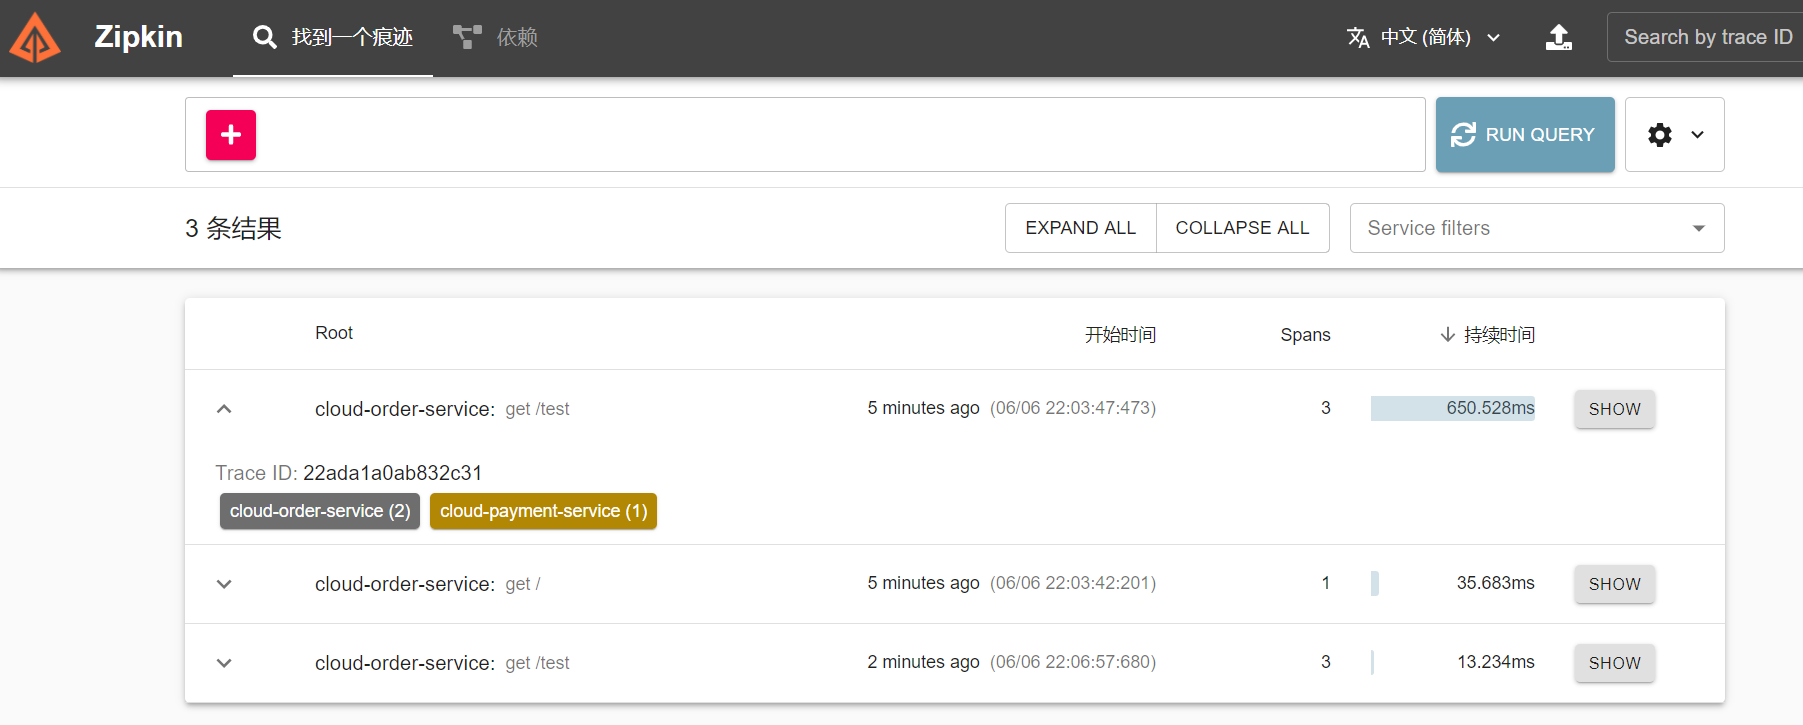 Zipkin 找到一个痕迹 依赖 中文 (简体) Search by trace ID
RUN QUERY
3 条结果 EXPAND ALL COLLAPSE ALL Service filters
Root 开始时间 Spans 持续时间
cloud-order-service: get /test 5 minutes ago (06/06 22:03:47:473) 3 650.528ms SHOW
Trace ID: 22ada1a0ab832c31
cloud-order-service (2) cloud-payment-service (1)
cloud-order-service: get / 5 minutes ago (06/06 22:03:42:201) 1 35.683ms SHOW
cloud-order-service: get /test 2 minutes ago (06/06 22:06:57:680) 3 13.234ms SHOW